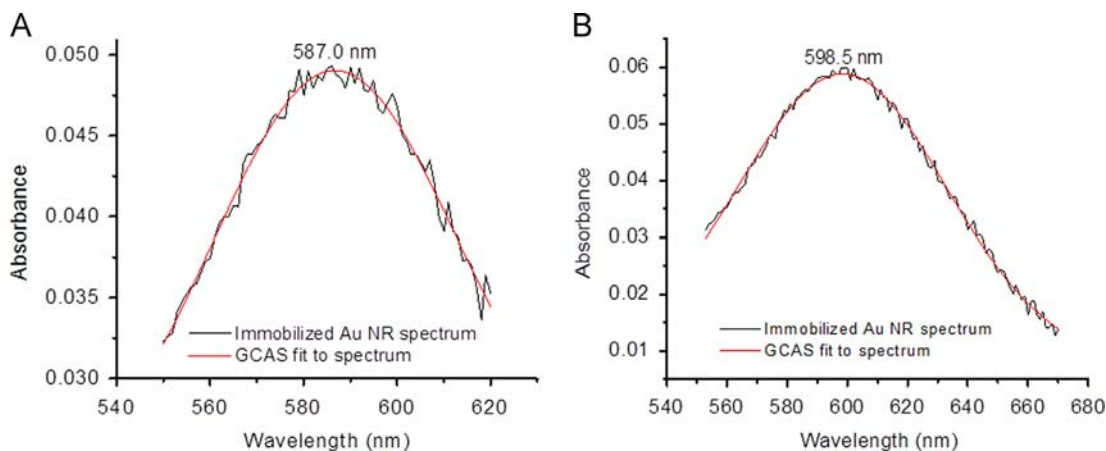 A
587.0 nm
0.050
0.045
0.040
0.035
0.030
Absorbance
Immobilized Au NR spectrum
GCAS fit to spectrum
540 560 580 600 620
Wavelength (nm)
B
598.5 nm
0.06
0.05
0.04
0.03
0.02
0.01
Absorbance
Immobilized Au NR spectrum
GCAS fit to spectrum
540 560 580 600 620 640 660 680
Wavelength (nm)